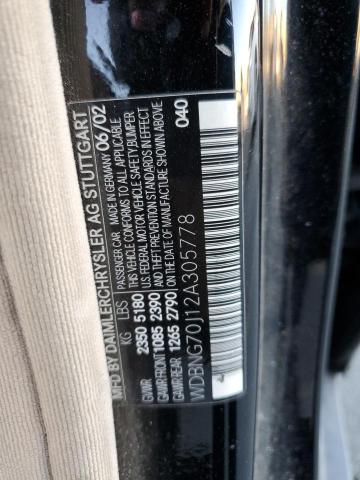 MFD BY DAIMLERCHRYSLER AG STUTTGART
PASSENGER CAR MADE IN GERMANY 06/02
KG LBS VEHICLE CONFORMS TO ALL APPLICABLE
GVWR 2350 5180 U.S. FEDERAL MOTOR VEHICLE SAFETY/BUMPER
GAWR FRONT 1085 2390 AND THEFT PREVENTION STANDARDS IN EFFECT
GAWR REAR 1265 2790 ON THE DATE OF MANUFACTURE SHOWN ABOVE
WDBNG70J12A305778 040